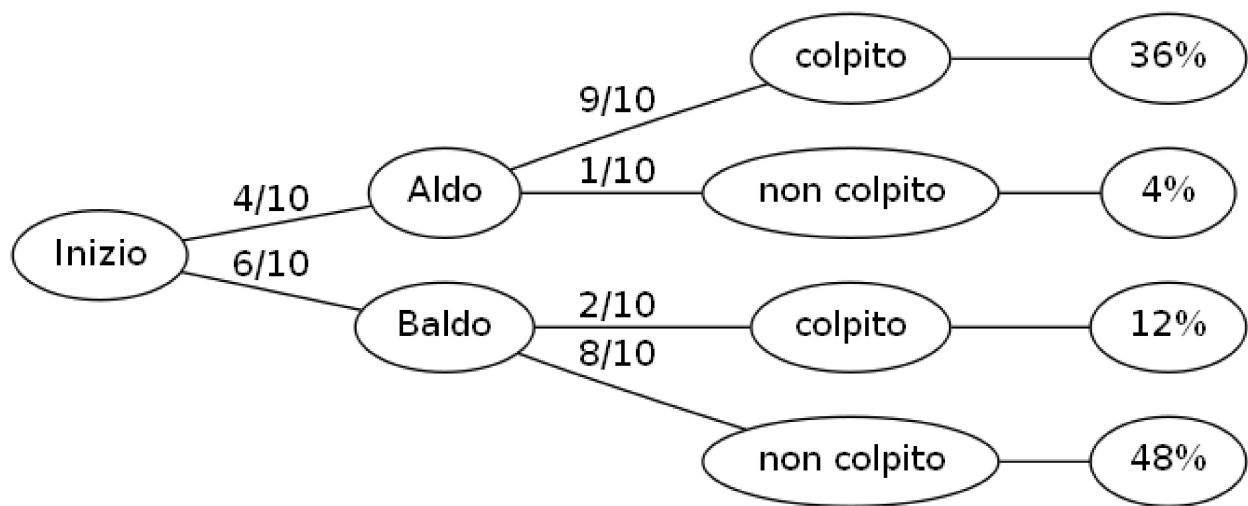 colpito
36%
9/10
Aldo
1/10
non colpito
4%
4/10
Inizio
6/10
Baldo
2/10
colpito
12%
8/10
non colpito
48%